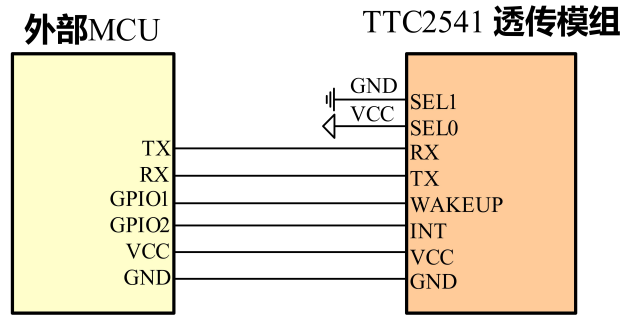 外部MCU
TTC2541 透传模组
GND
SEL1
VCC
SEL0
TX
RX
RX
TX
GPIO1
WAKEUP
GPIO2
INT
VCC
VCC
GND
GND